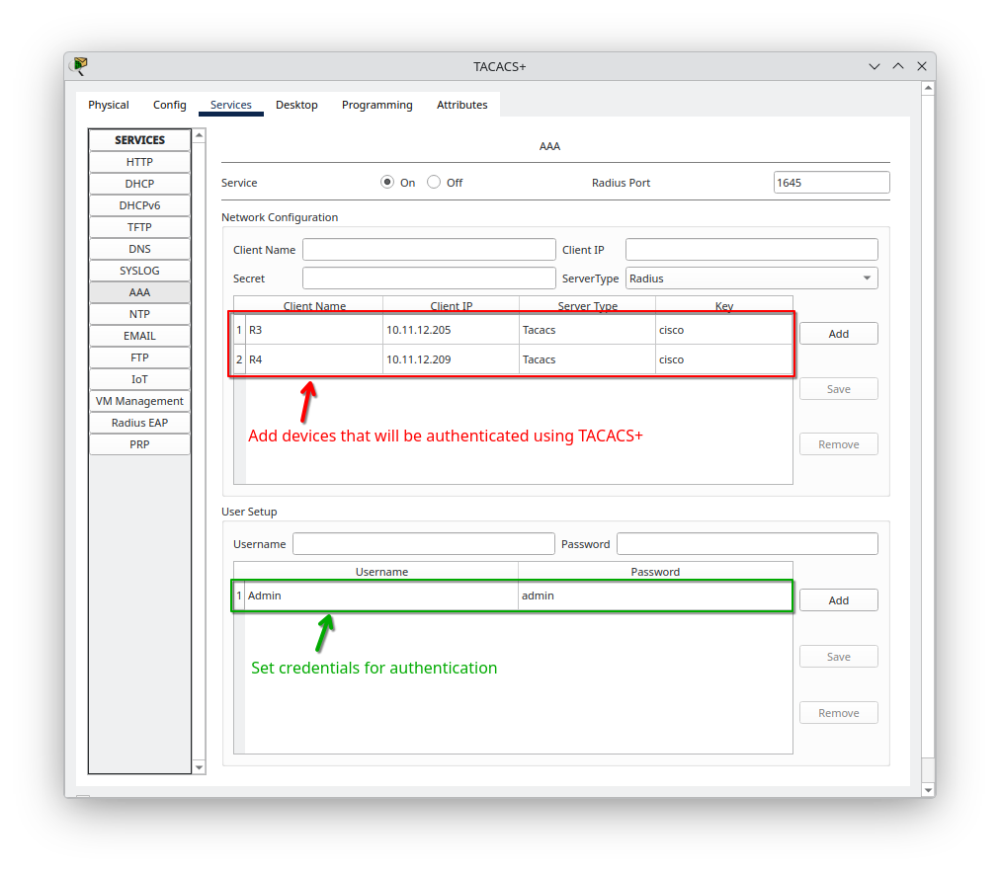 TACACS+
Physical Config Services Desktop Programming Attributes
SERVICES
HTTP
DHCP
DHCPv6
TFTP
DNS
SYSLOG
AAA
NTP
EMAIL
FTP
IoT
VM Management
Radius EAP
PRP
AAA
Service On Off Radius Port 1645
Network Configuration
Client Name Client IP
Secret ServerType Radius
Client Name Client IP Server Type Key
1 R3 10.11.12.205 Tacacs cisco
2 R4 10.11.12.209 Tacacs cisco
Add
Save
Remove
Add devices that will be authenticated using TACACS+
User Setup
Username Password
Username Password
1 Admin admin
Add
Save
Remove
Set credentials for authentication